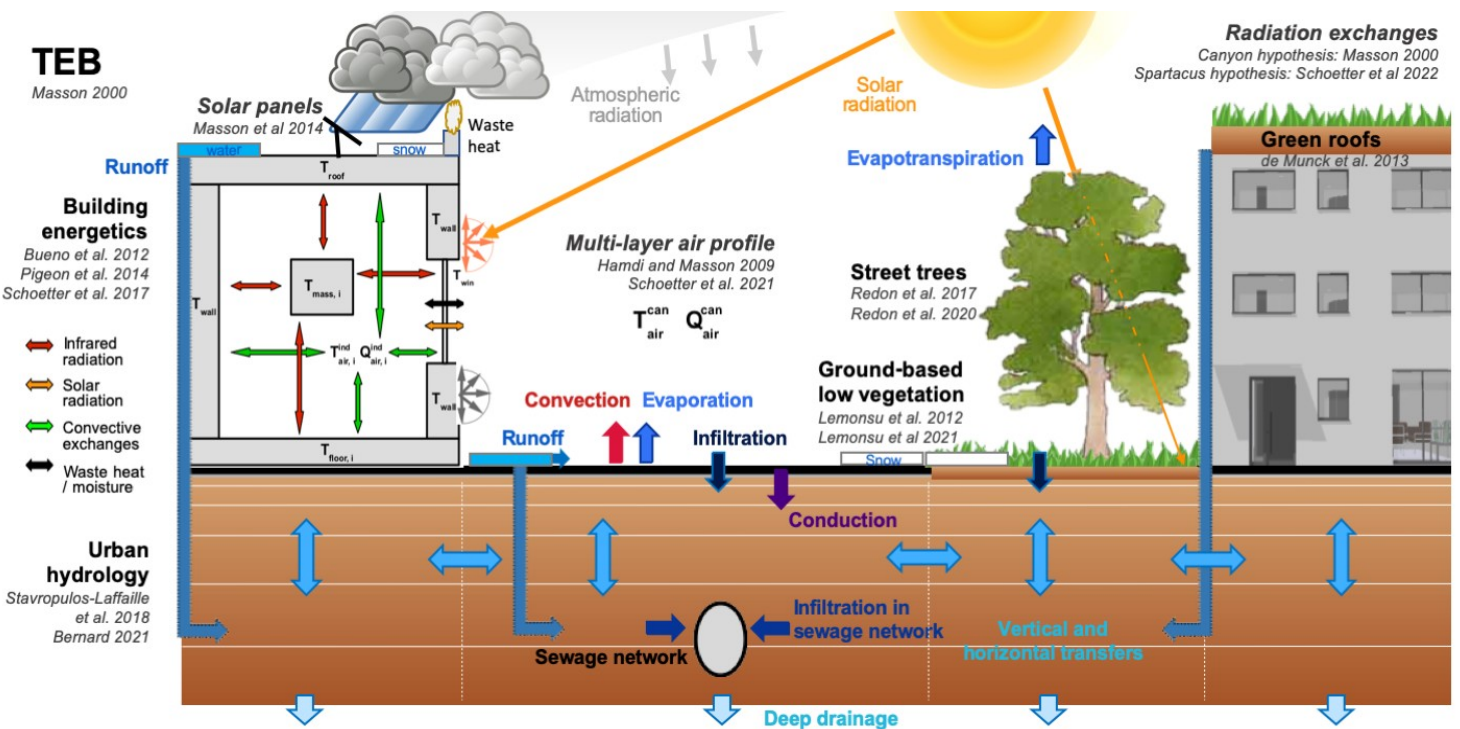 TEB
Masson 2000
Solar panels
Masson et al 2014
Waste
heat
Atmospheric
radiation
Solar
radiation
Radiation exchanges
Canyon hypothesis: Masson 2000
Spartacus hypothesis: Schoetter et al 2022
Runoff
water
snow
T roof
Evapotranspiration
Green roofs
de Munck et al. 2013
Building
energetics
Bueno et al. 2012
Pigeon et al. 2014
Schoetter et al. 2017
T wall
T wall
T win
T mass, i
T ind air, i Q ind air, i
T wall
T floor, i
Infrared
radiation
Solar
radiation
Convective
exchanges
Waste heat
/ moisture
Multi-layer air profile
Hamdi and Masson 2009
Schoetter et al. 2021
T can air Q can air
Street trees
Redon et al. 2017
Redon et al. 2020
Ground-based
low vegetation
Lemonsu et al. 2012
Lemonsu et al 2021
Convection
Evaporation
Runoff
Infiltration
Snow
Conduction
Urban
hydrology
Stavropulos-Laffaille
et al. 2018
Bernard 2021
Infiltration in
sewage network
Sewage network
Vertical and
horizontal transfers
Deep drainage